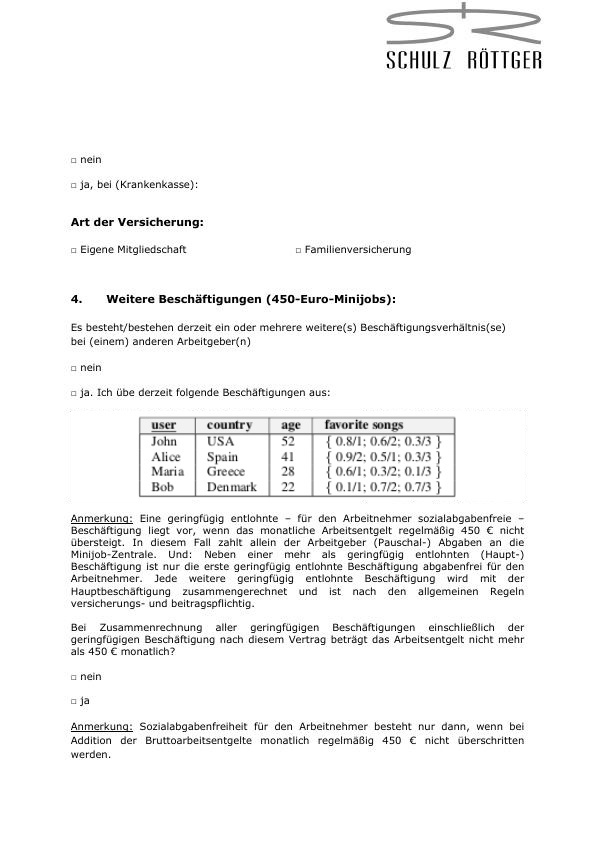 SCHULZ RÖTTGER
□ nein
□ ja, bei (Krankenkasse):
Art der Versicherung:
□ Eigene Mitgliedschaft □ Familienversicherung
4. Weitere Beschäftigungen (450-Euro-Minijobs):
Es besteht/bestehen derzeit ein oder mehrere weitere(s) Beschäftigungsverhältnis(se)
bei (einem) anderen Arbeitgeber(n)
□ nein
□ ja. Ich übe derzeit folgende Beschäftigungen aus:
user country age favorite songs
John USA 52 { 0.8/1; 0.6/2; 0.3/3 }
Alice Spain 41 { 0.9/2; 0.5/1; 0.3/3 }
Maria Greece 28 { 0.6/1; 0.3/2; 0.1/3 }
Bob Denmark 22 { 0.1/1; 0.7/2; 0.7/3 }
Anmerkung: Eine geringfügig entlohnte – für den Arbeitnehmer sozialabgabenfreie –
Beschäftigung liegt vor, wenn das monatliche Arbeitsentgelt regelmäßig 450 € nicht
übersteigt. In diesem Fall zahlt allein der Arbeitgeber (Pauschal-) Abgaben an die
Minijob-Zentrale. Und: Neben einer mehr als geringfügig entlohnten (Haupt-)
Beschäftigung ist nur die erste geringfügig entlohnte Beschäftigung abgabenfrei für den
Arbeitnehmer. Jede weitere geringfügig entlohnte Beschäftigung wird mit der
Hauptbeschäftigung zusammengerechnet und ist nach den allgemeinen Regeln
versicherungs- und beitragspflichtig.
Bei Zusammenrechnung aller geringfügigen Beschäftigungen einschließlich der
geringfügigen Beschäftigung nach diesem Vertrag beträgt das Arbeitsentgelt nicht mehr
als 450 € monatlich?
□ nein
□ ja
Anmerkung: Sozialabgabenfreiheit für den Arbeitnehmer besteht nur dann, wenn bei
Addition der Bruttoarbeitsentgelte monatlich regelmäßig 450 € nicht überschritten
werden.